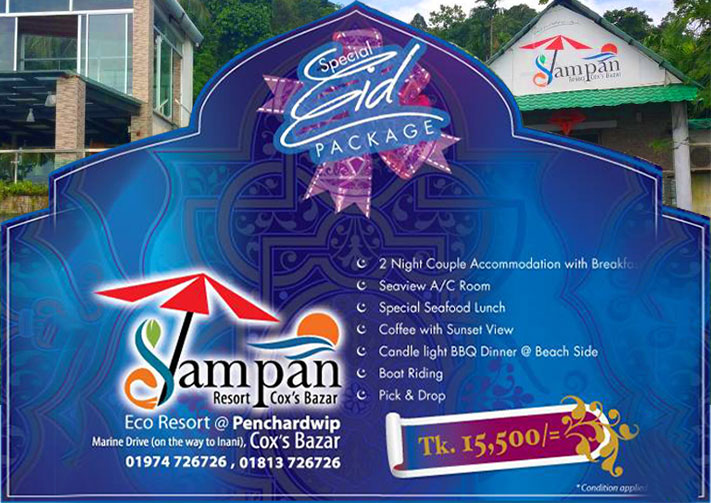 Special
Eid
PACKAGE
Sampan
Resort Cox's Bazar
2 Night Couple Accommodation with
Seaview A/C Room
Special Seafood Lunch
Coffee with Sunset View
Candle light BBQ Dinner @ Beach Side
Boat Riding
Pick & Drop
Sampan
Resort Cox's Bazar
Eco Resort @ Penchardwip
Marine Drive (on the way to Inani), Cox's Bazar
01974 726726 , 01813 726726
Tk. 15,500/=
*Condition